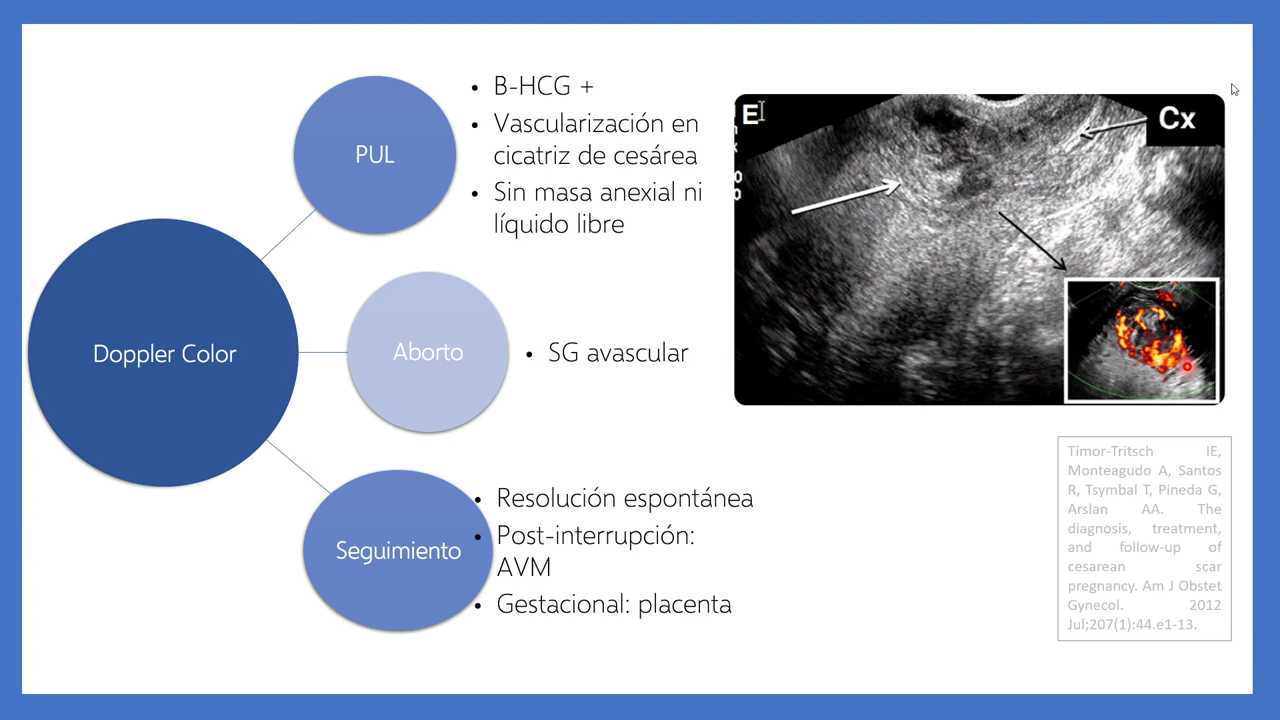 Doppler Color
PUL
• B-HCG +
• Vascularización en
cicatriz de cesárea
• Sin masa anexial ni
líquido libre
Aborto
• SG avascular
Seguimiento
• Resolución espontánea
• Post-interrupción:
AVM
• Gestacional: placenta
E
Cx
Timor-Tritsch IE,
Monteagudo A, Santos
R, Tsymbal T, Pineda G,
Arslan AA. The
diagnosis, treatment,
and follow-up of
cesarean scar
pregnancy. Am J Obstet
Gynecol. 2012
Jul;207(1):44.e1-13.